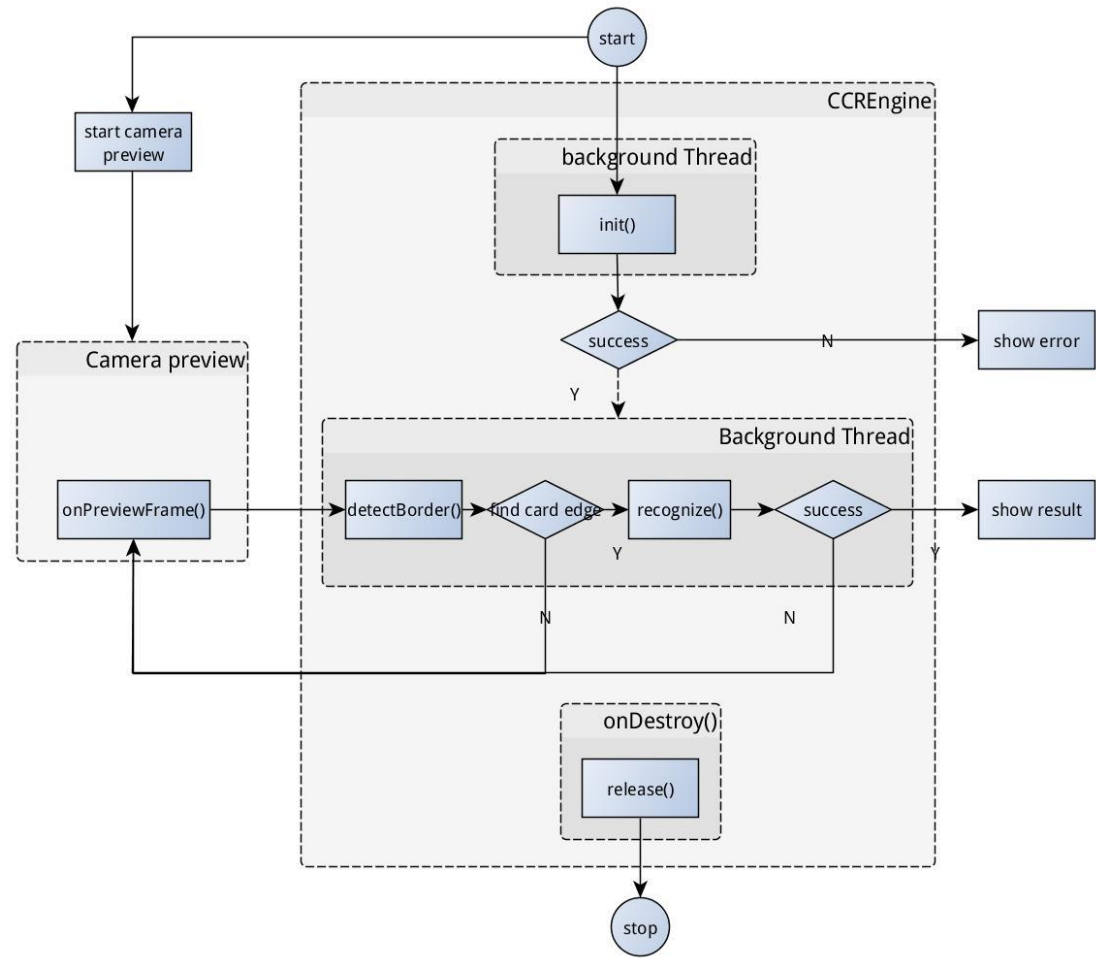 start
CCREngine
start camera
preview
background Thread
init()
success
N
show error
Camera preview
Y
Background Thread
onPreviewFrame()
detectBorder()
find card edge
recognize()
success
show result
Y
Y
N
N
onDestroy()
release()
stop